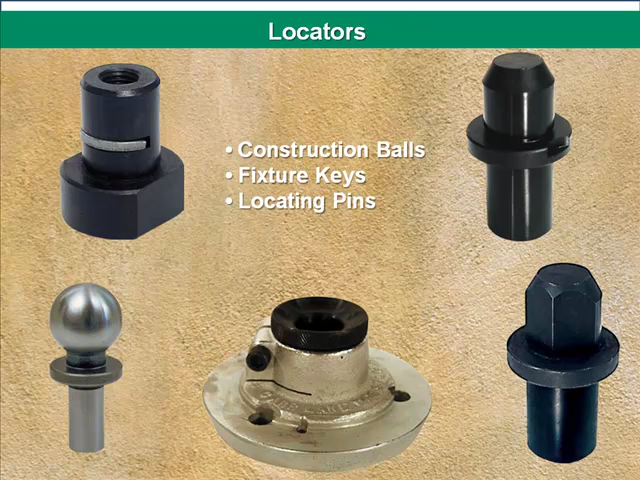 Locators
• Construction Balls
• Fixture Keys
• Locating Pins